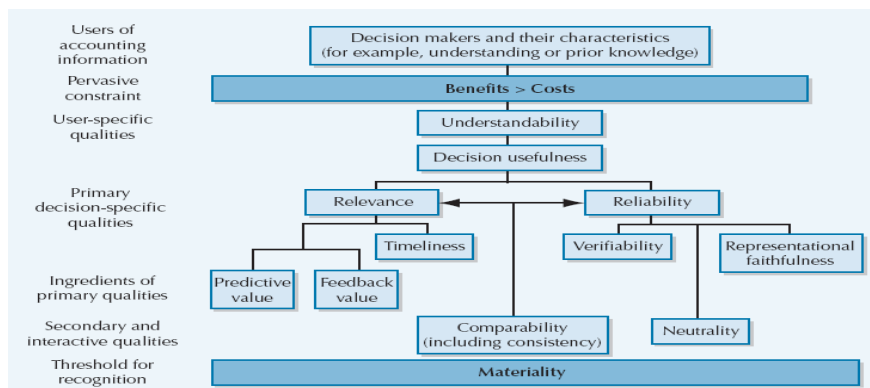 Users of
accounting
information
Decision makers and their characteristics
(for example, understanding or prior knowledge)
Pervasive
constraint
Benefits > Costs
User-specific
qualities
Understandability
Decision usefulness
Primary
decision-specific
qualities
Relevance
Reliability
Timeliness
Verifiability
Representational
faithfulness
Ingredients of
primary qualities
Predictive
value
Feedback
value
Secondary and
interactive qualities
Comparability
(including consistency)
Neutrality
Threshold for
recognition
Materiality